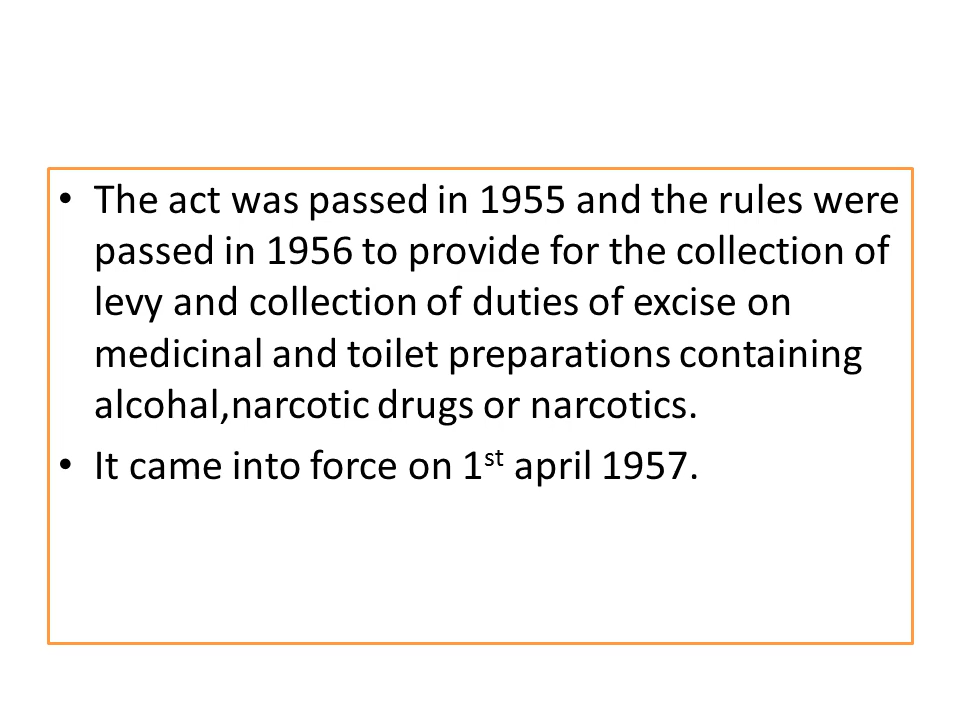 • The act was passed in 1955 and the rules were
passed in 1956 to provide for the collection of
levy and collection of duties of excise on
medicinal and toilet preparations containing
alcohal,narcotic drugs or narcotics.
• It came into force on 1st april 1957.